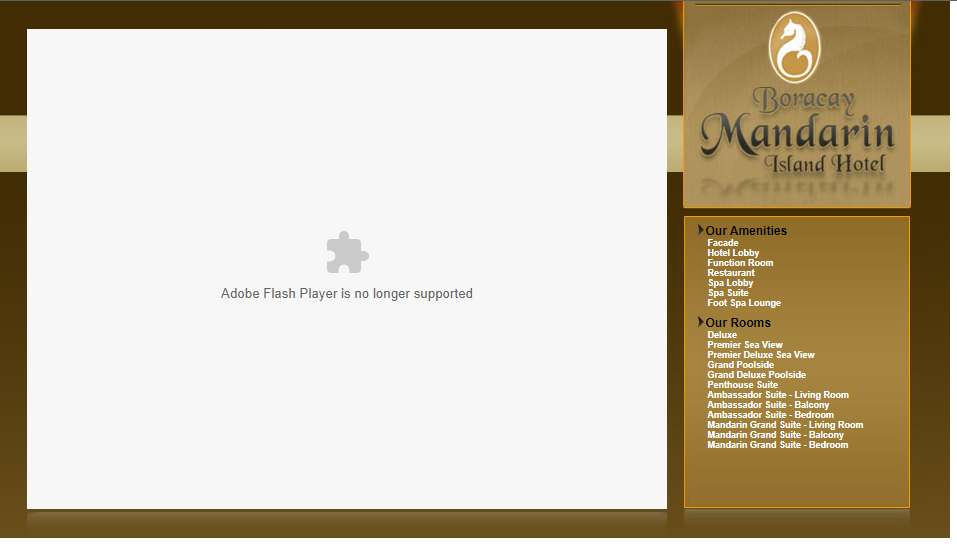 Adobe Flash Player is no longer supported
Boracay
Mandarin
Island Hotel
Our Amenities
Facade
Hotel Lobby
Function Room
Restaurant
Spa Lobby
Spa Suite
Foot Spa Lounge
Our Rooms
Deluxe
Premier Sea View
Premier Deluxe Sea View
Grand Poolside
Grand Deluxe Poolside
Penthouse Suite
Ambassador Suite - Living Room
Ambassador Suite - Balcony
Ambassador Suite - Bedroom
Mandarin Grand Suite - Living Room
Mandarin Grand Suite - Balcony
Mandarin Grand Suite - Bedroom